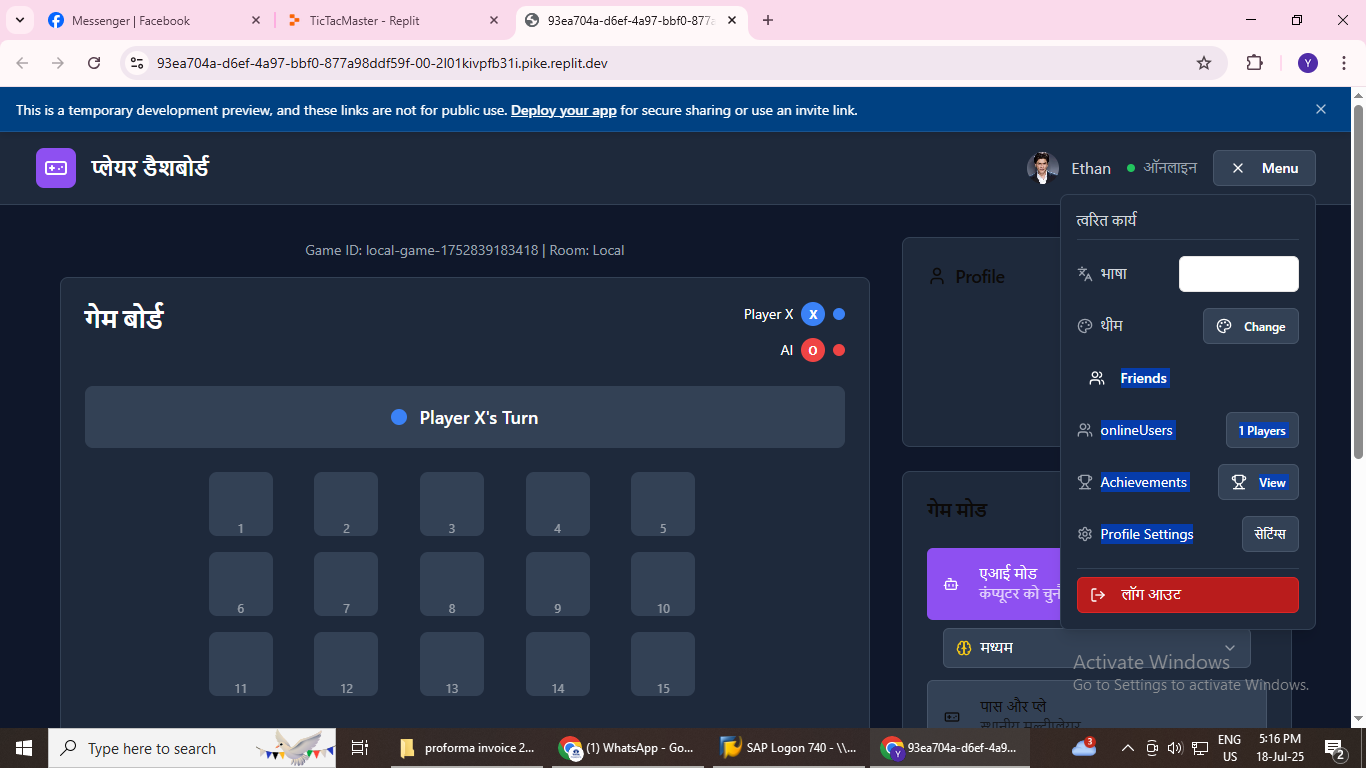 Messenger | Facebook
TicTacMaster - Replit
93ea704a-d6ef-4a97-bbf0-877a
93ea704a-d6ef-4a97-bbf0-877a98ddf59f-00-2l01kivpfb31i.pike.replit.dev
Y
This is a temporary development preview, and these links are not for public use. Deploy your app for secure sharing or use an invite link.
प्लेयर डैशबोर्ड
Ethan
ऑनलाइन
Menu
त्वरित कार्य
Game ID: local-game-1752839183418 | Room: Local
भाषा
Profile
गेम बोर्ड
Player X X
थीम Change
AI O
Friends
Player X's Turn
onlineUsers 1 Players
Achievements View
गेम मोड
1 2 3 4 5
Profile Settings सेटिंग्स
एआई मोड
कंप्यूटर को
लॉग आउट
6 7 8 9 10
मध्यम
Activate Windows
Go to Settings to activate Windows.
11 12 13 14 15
पास और प्ले
स्थानीय मल्टीप्लेयर
Type here to search
proforma invoice 2...
(1) WhatsApp - Go...
SAP Logon 740 - \\...
93ea704a-d6ef-4a9...
3
ENG
US
5:16 PM
18-Jul-25
2